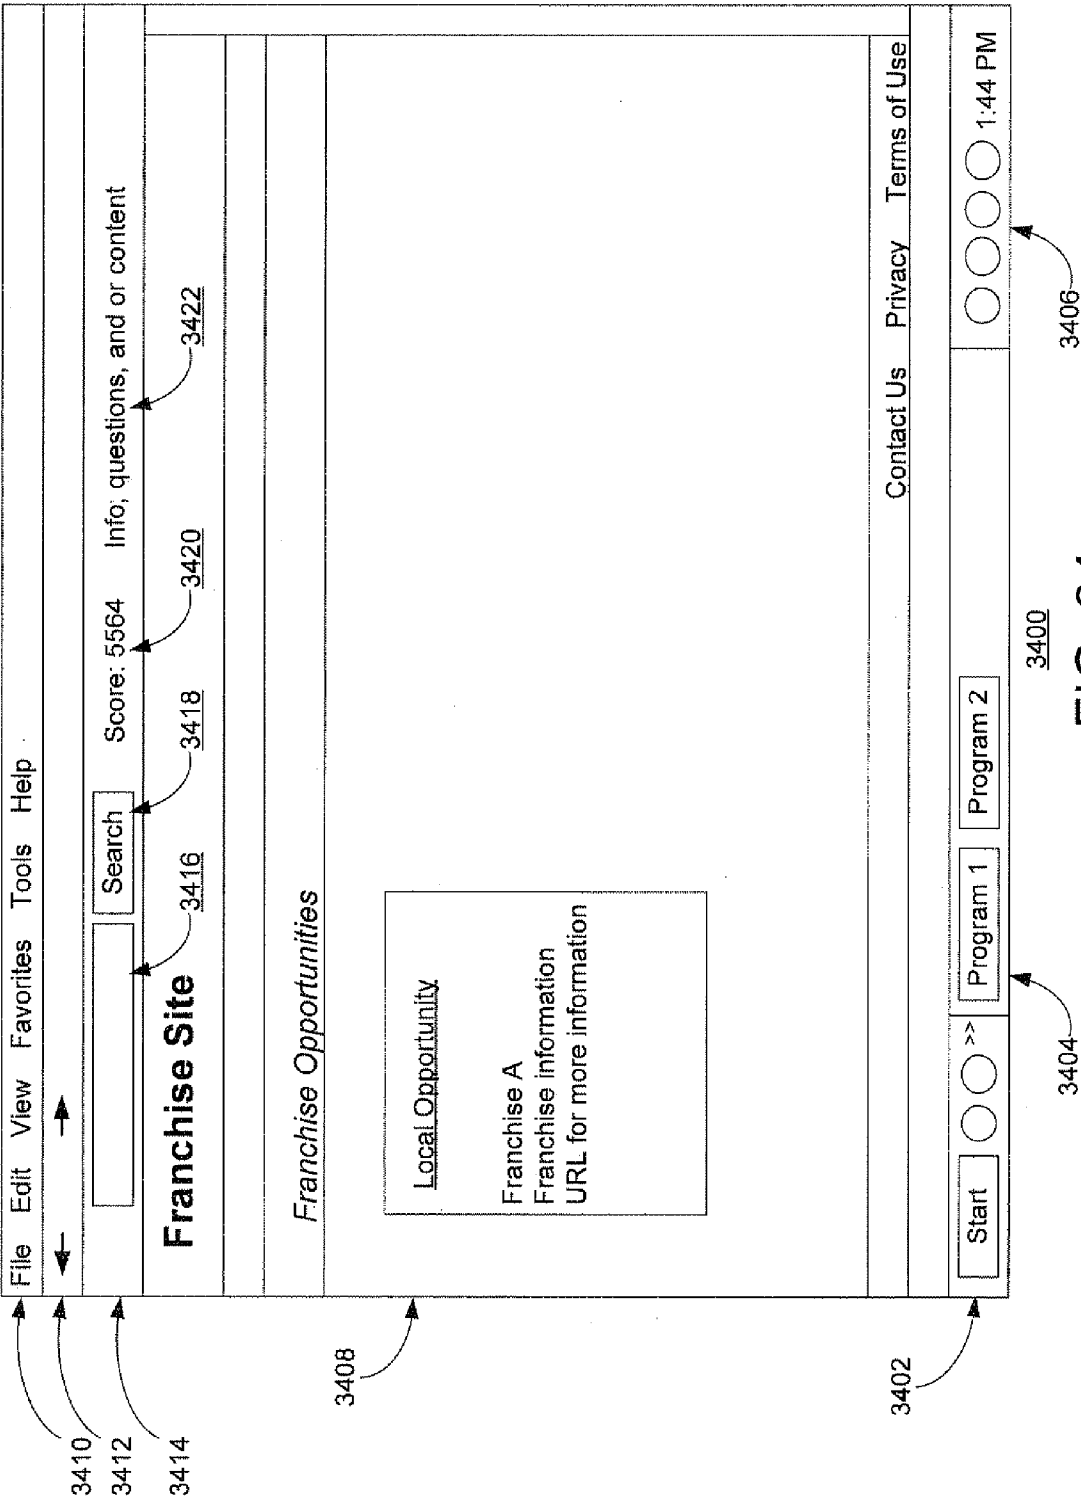 3410
3412
3414
File Edit View Favorites Tools Help
Search
Score: 5564
Info, questions, and or content
3416
3418
3420
3422
Franchise Site
Franchise Opportunities
3408
Local Opportunity
Franchise A
Franchise information
URL for more information
Contact Us Privacy Terms of Use
3402
Start
>>
Program 1
Program 2
1:44 PM
3404
3406
3400